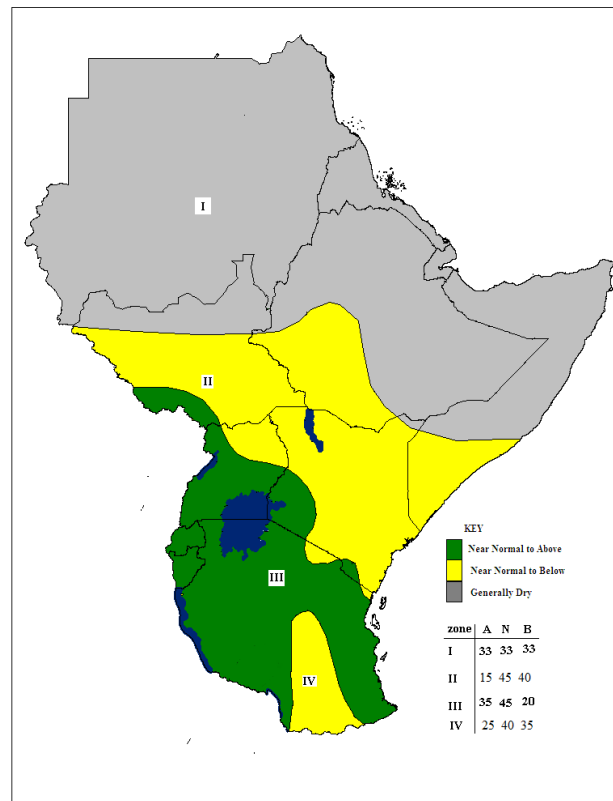 I
II
III
IV
KEY
Near Normal to Above
Near Normal to Below
Generally Dry
zone A N B
I 33 33 33
II 15 45 40
III 35 45 20
IV 25 40 35